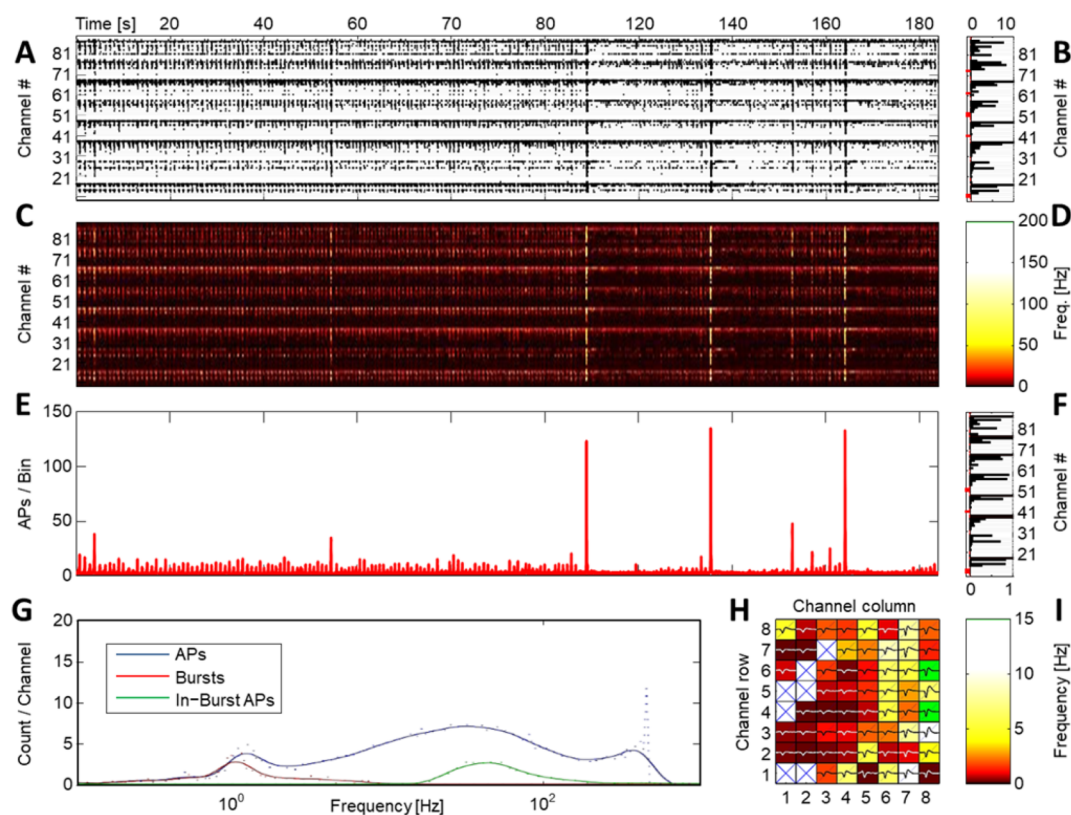 Time [s] 20 40 60 80 100 120 140 160 180 0 10
A B
Channel #
81
71
61
51
41
31
21
81
71
61
51
41
31
21
Channel #
C D
Channel #
81
71
61
51
41
31
21
200
150
100
50
0
Freq. [Hz]
E F
APs / Bin
150
100
50
0
81
71
61
51
41
31
21
Channel #
0 1
G H I
Count / Channel
20
15
10
5
0
APs
Bursts
In-Burst APs
10⁰ Frequency [Hz] 10²
Channel column
Channel row
8
7
6
5
4
3
2
1
1 2 3 4 5 6 7 8
15
10
5
0
Frequency [Hz]